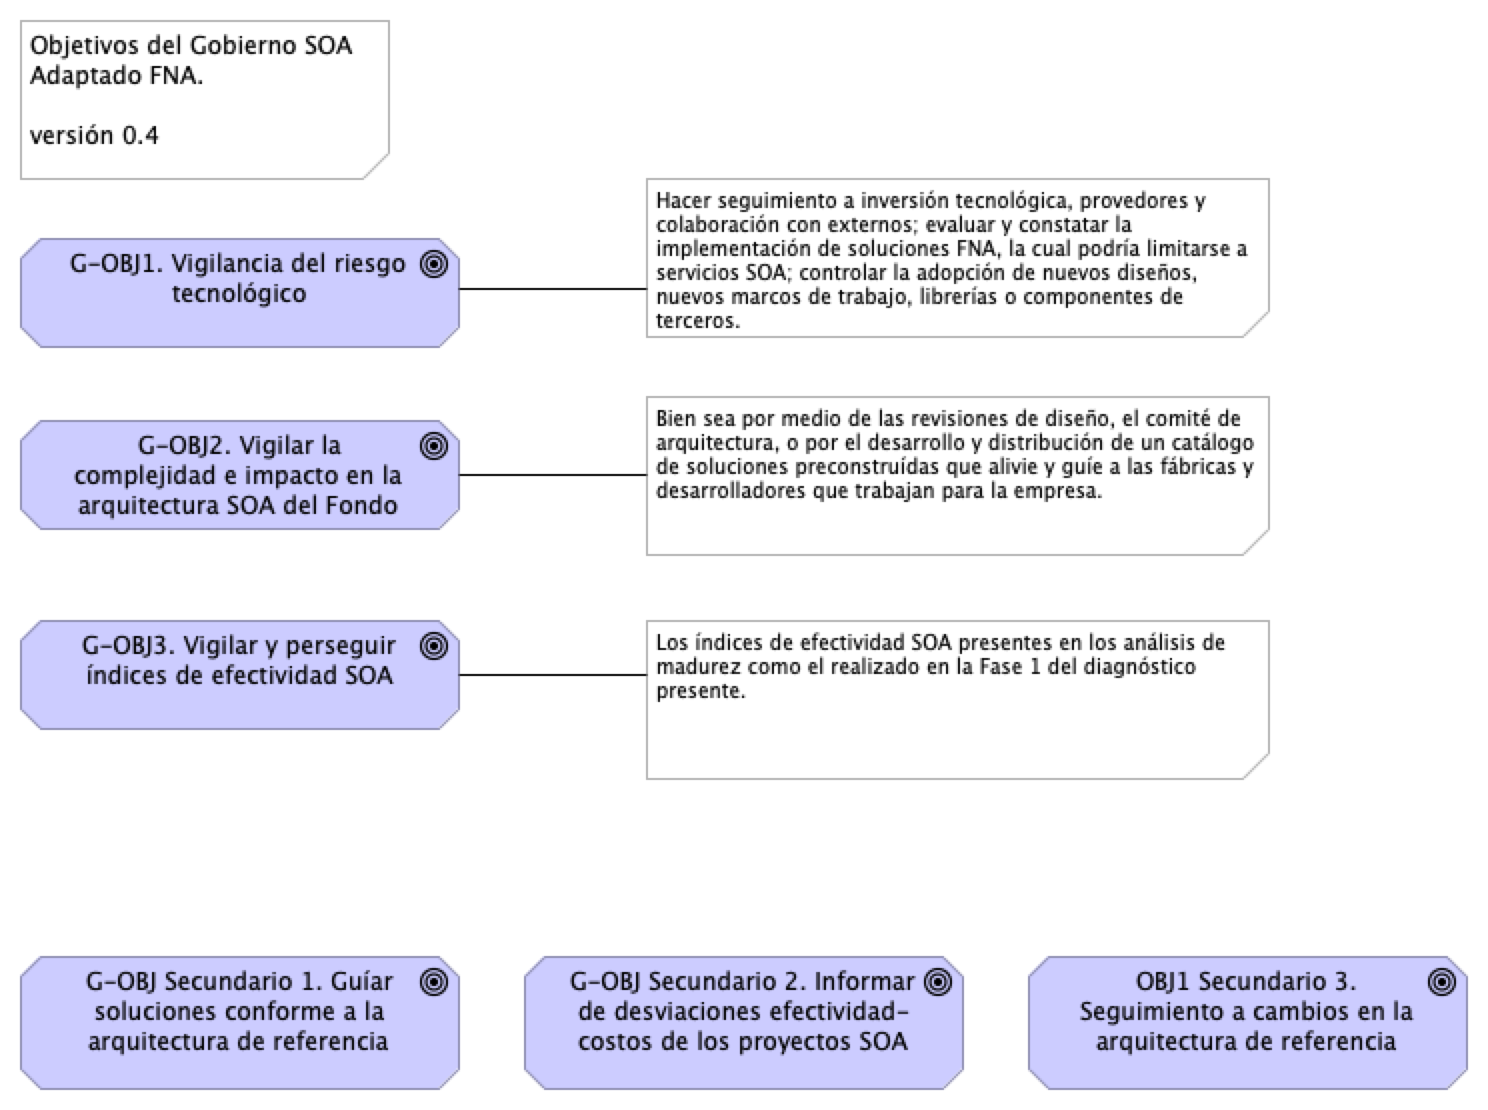 Objetivos del Gobierno SOA
Adaptado FNA.
versión 0.4
G-OBJ1. Vigilancia del riesgo
tecnológico
Hacer seguimiento a inversión tecnológica, provedores y
colaboración con externos; evaluar y constatar la
implementación de soluciones FNA, la cual podría limitarse a
servicios SOA; controlar la adopción de nuevos diseños,
nuevos marcos de trabajo, librerías o componentes de
terceros.
G-OBJ2. Vigilar la
complejidad e impacto en la
arquitectura SOA del Fondo
Bien sea por medio de las revisiones de diseño, el comité de
arquitectura, o por el desarrollo y distribución de un catálogo
de soluciones preconstruídas que alivie y guíe a las fábricas y
desarrolladores que trabajan para la empresa.
G-OBJ3. Vigilar y perseguir
índices de efectividad SOA
Los índices de efectividad SOA presentes en los análisis de
madurez como el realizado en la Fase 1 del diagnóstico
presente.
G-OBJ Secundario 1. Guíar
soluciones conforme a la
arquitectura de referencia
G-OBJ Secundario 2. Informar
de desviaciones efectividad-
costos de los proyectos SOA
OBJ1 Secundario 3.
Seguimiento a cambios en la
arquitectura de referencia